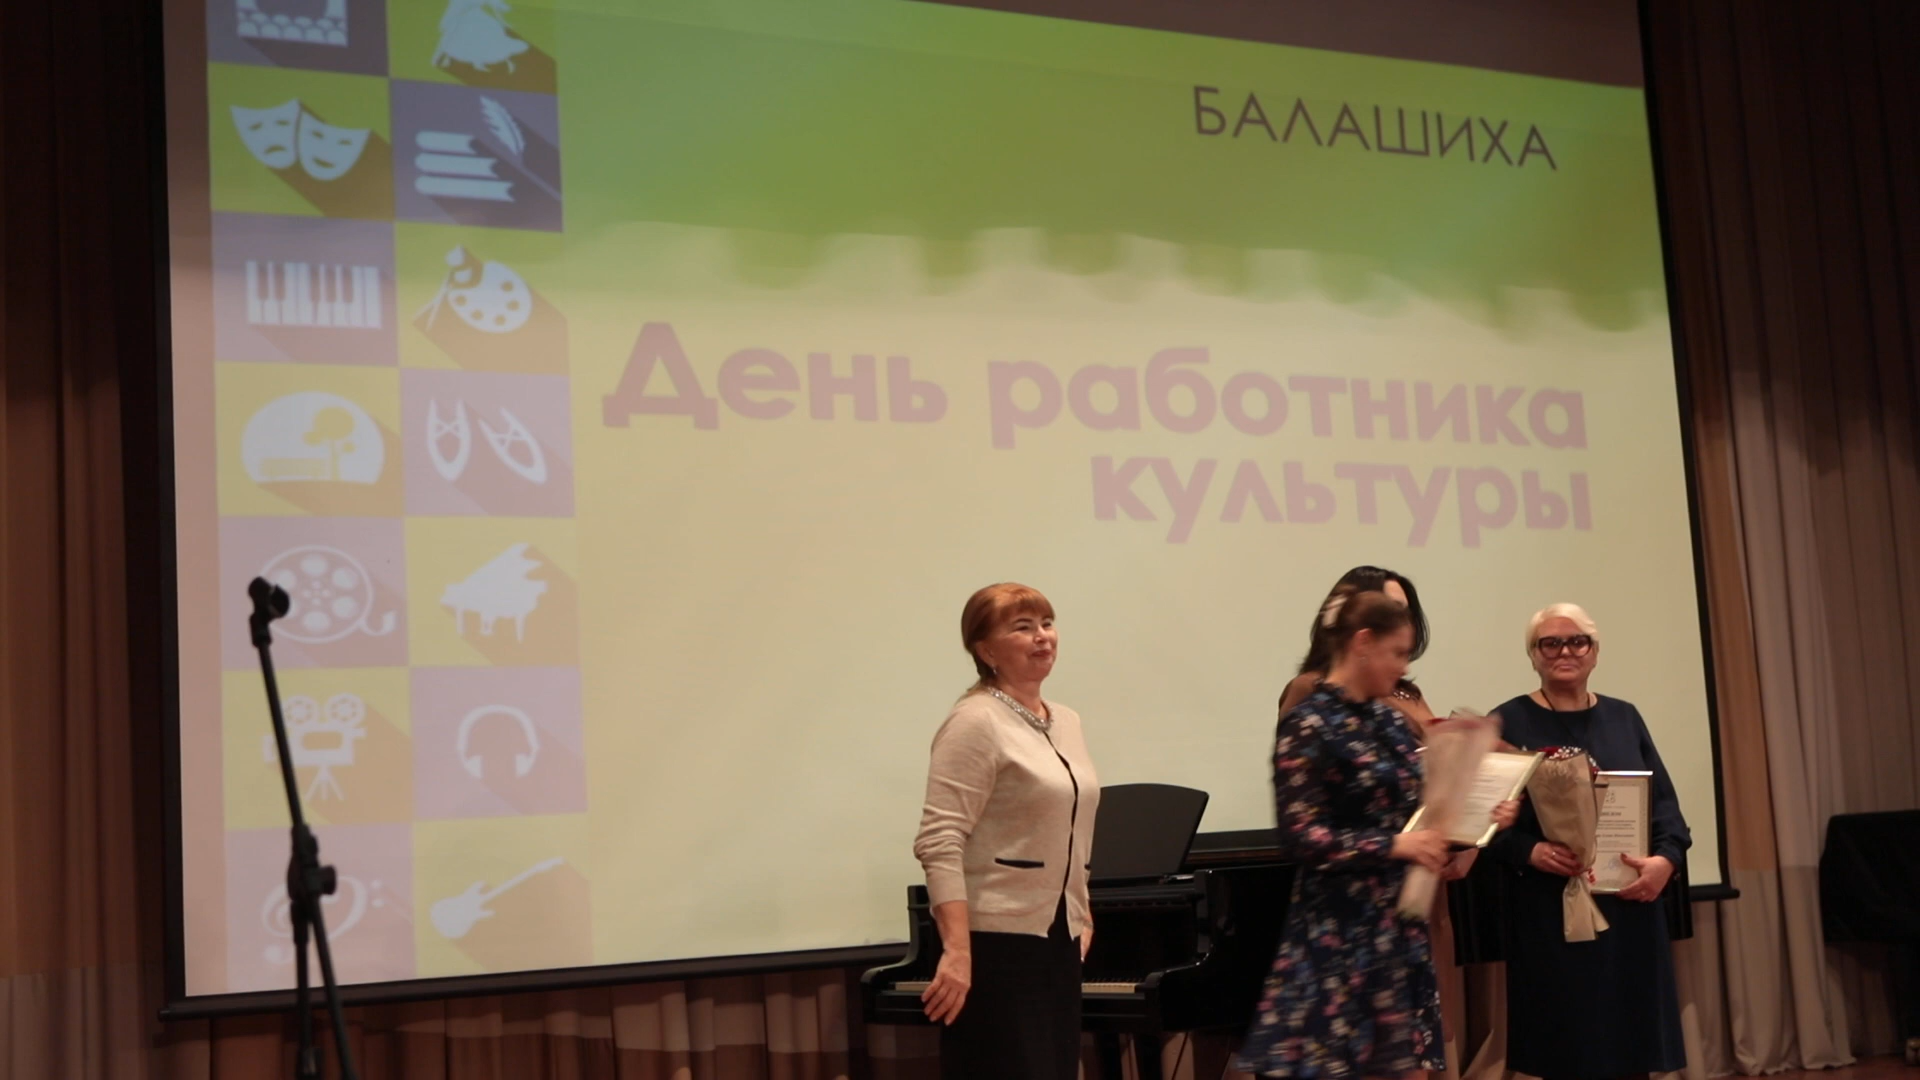 БАЛАШИХА
День работника
культуры